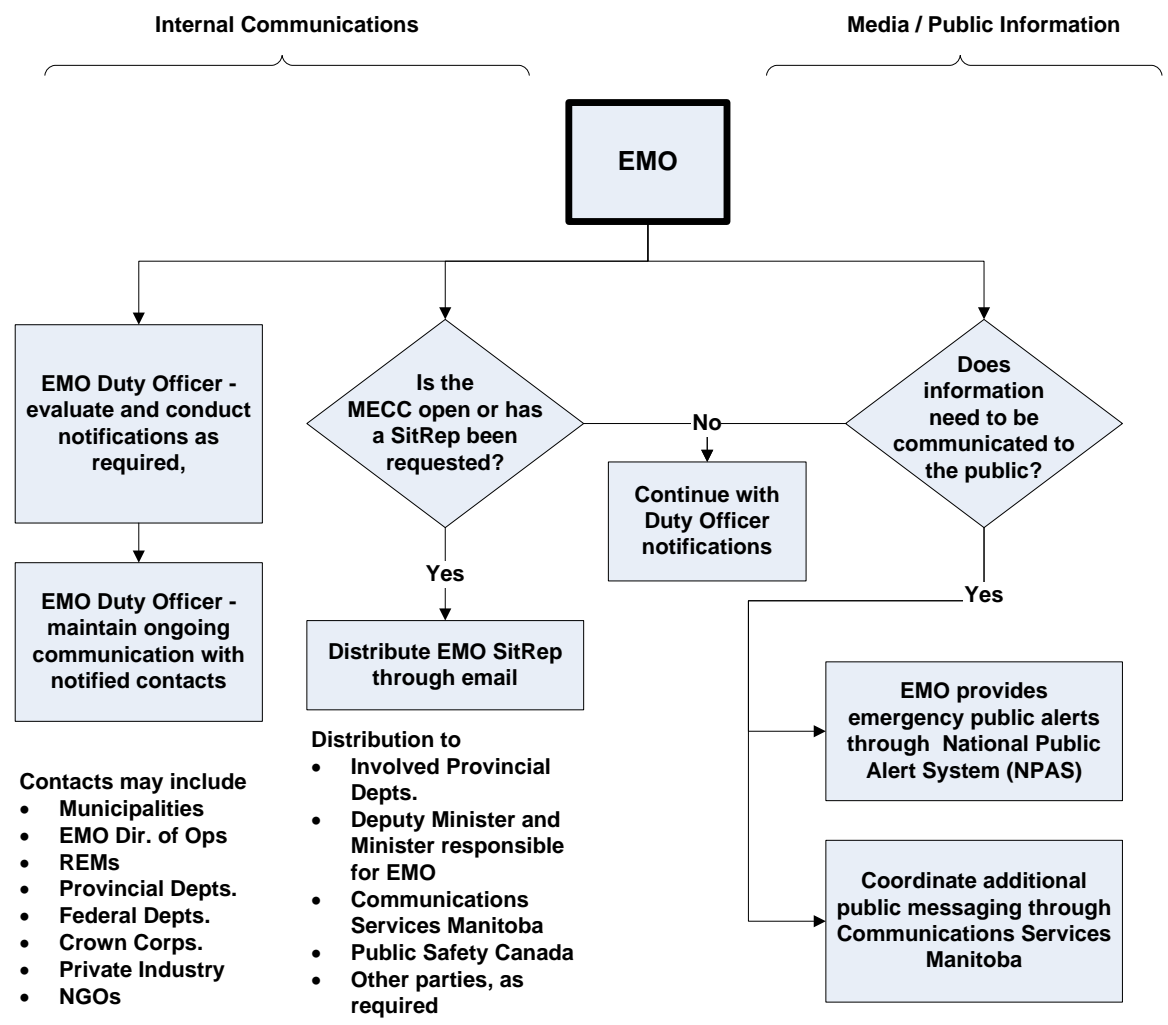 Internal Communications
Media / Public Information
EMO
EMO Duty Officer -
evaluate and conduct
notifications as
required,
EMO Duty Officer -
maintain ongoing
communication with
notified contacts
Contacts may include
• Municipalities
• EMO Dir. of Ops
• REMs
• Provincial Depts.
• Federal Depts.
• Crown Corps.
• Private Industry
• NGOs
Is the
MECC open or has
a SitRep been
requested?
Yes
Distribute EMO SitRep
through email
Distribution to
• Involved Provincial
Depts.
• Deputy Minister and
Minister responsible
for EMO
• Communications
Services Manitoba
• Public Safety Canada
• Other parties, as
required
No
Continue with
Duty Officer
notifications
Does
information
need to be
communicated to
the public?
Yes
EMO provides
emergency public alerts
through National Public
Alert System (NPAS)
Coordinate additional
public messaging through
Communications Services
Manitoba